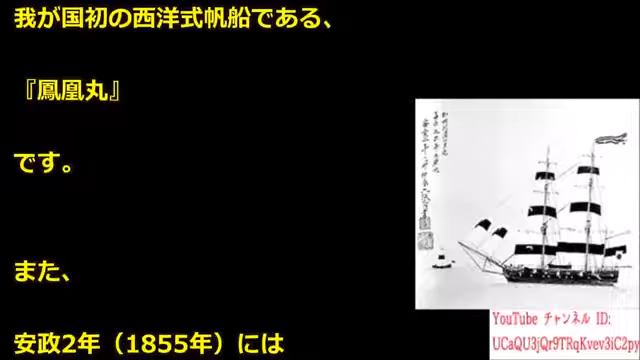 我が国初の西洋式帆船である、
『鳳凰丸』
です。
また、
安政2年（1855年）には
YouTube チャンネル ID:
UCaQU3jQr9TRqKvev3iC2py